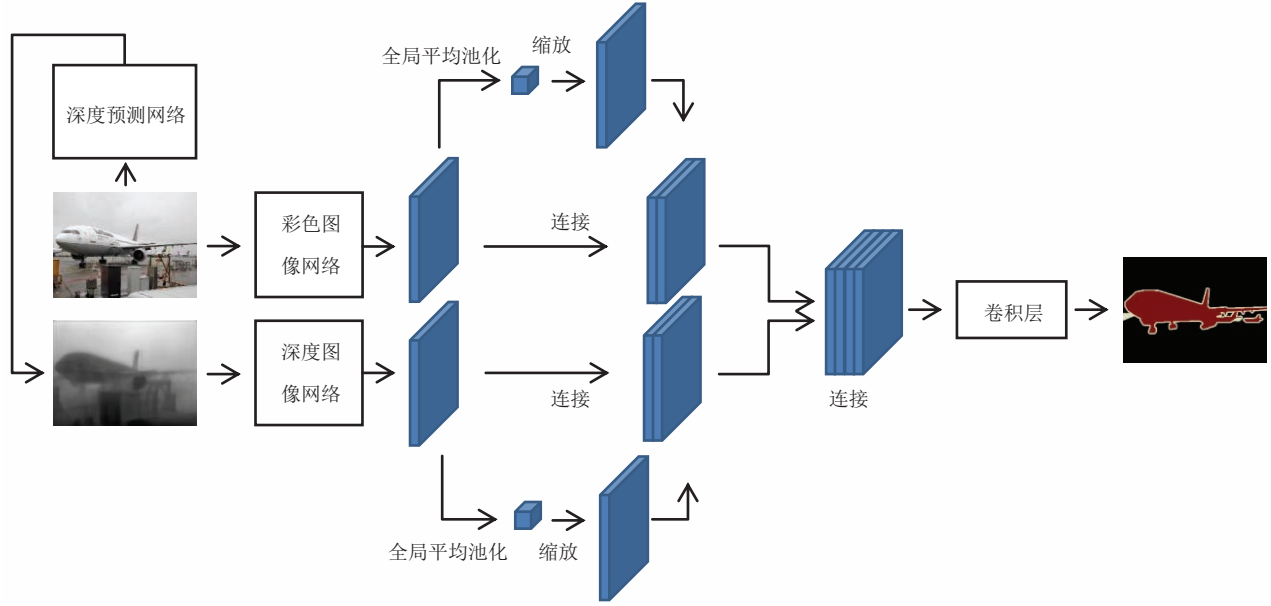 全局平均池化
缩放
深度预测网络
彩色图
像网络
连接
深度图
像网络
连接
卷积层
连接
全局平均池化
缩放